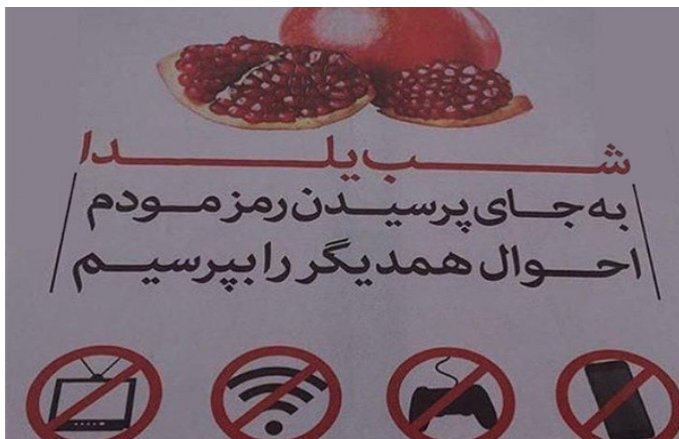 شب یلدا
به جای پرسیدن رمز مودم
احوال همدیگر را بپرسیم